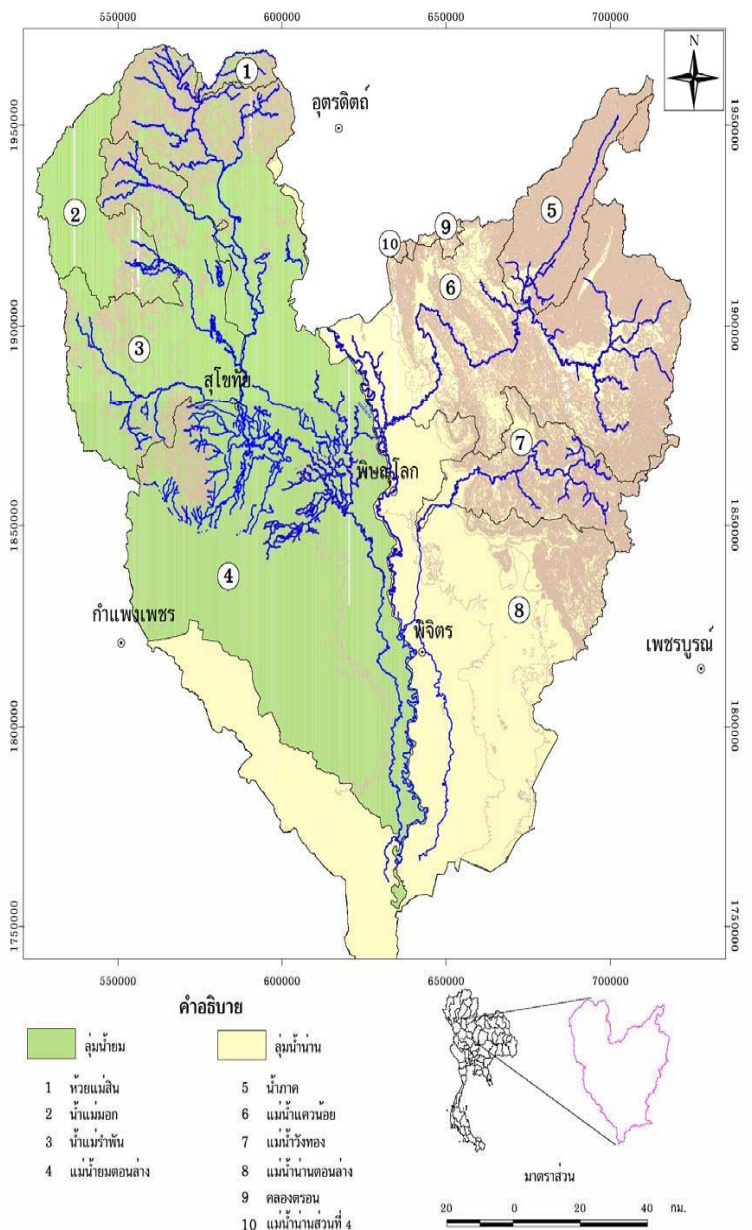 550000 600000 650000 700000
N
1
อุตรดิตถ์
1950000 1950000
5
2
9
10
6
1900000 1900000
3
สุโขทัย
7
พิษณุโลก
1850000 1850000
4
8
กำแพงเพชร
พิจิตร
เพชรบูรณ์
1800000 1800000
1750000 1750000
550000 600000 650000 700000
คำอธิบาย
ลุ่มน้ำยม
1 ห้วยแม่สิน
2 น้ำแม่มอก
3 น้ำแม่รำพัน
4 แม่น้ำยมตอนล่าง
ลุ่มน้ำน่าน
5 น้ำภาค
6 แม่น้ำแควน้อย
7 แม่น้ำวังทอง
8 แม่น้ำน่านตอนล่าง
9 คลองตรอน
10 แม่น้ำน่านส่วนที่ 4
มาตราส่วน
20 0 20 40 กม.